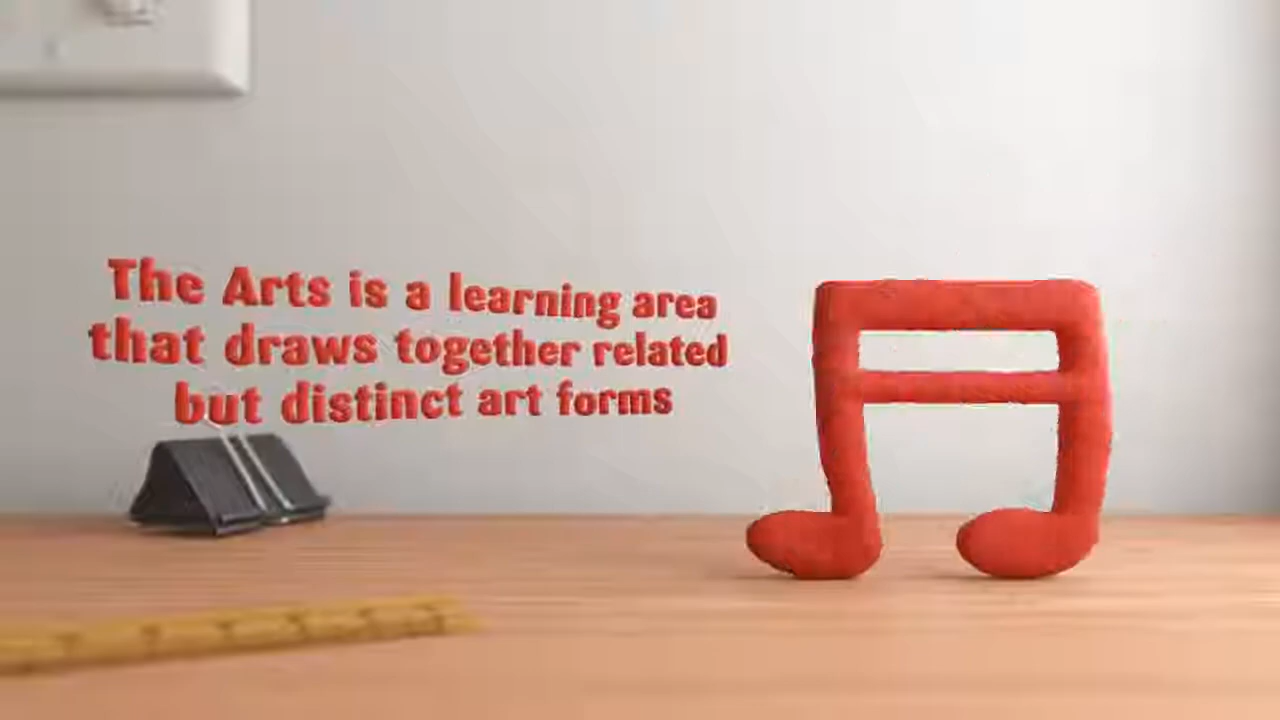 The Arts is a learning area
that draws together related
but distinct art forms